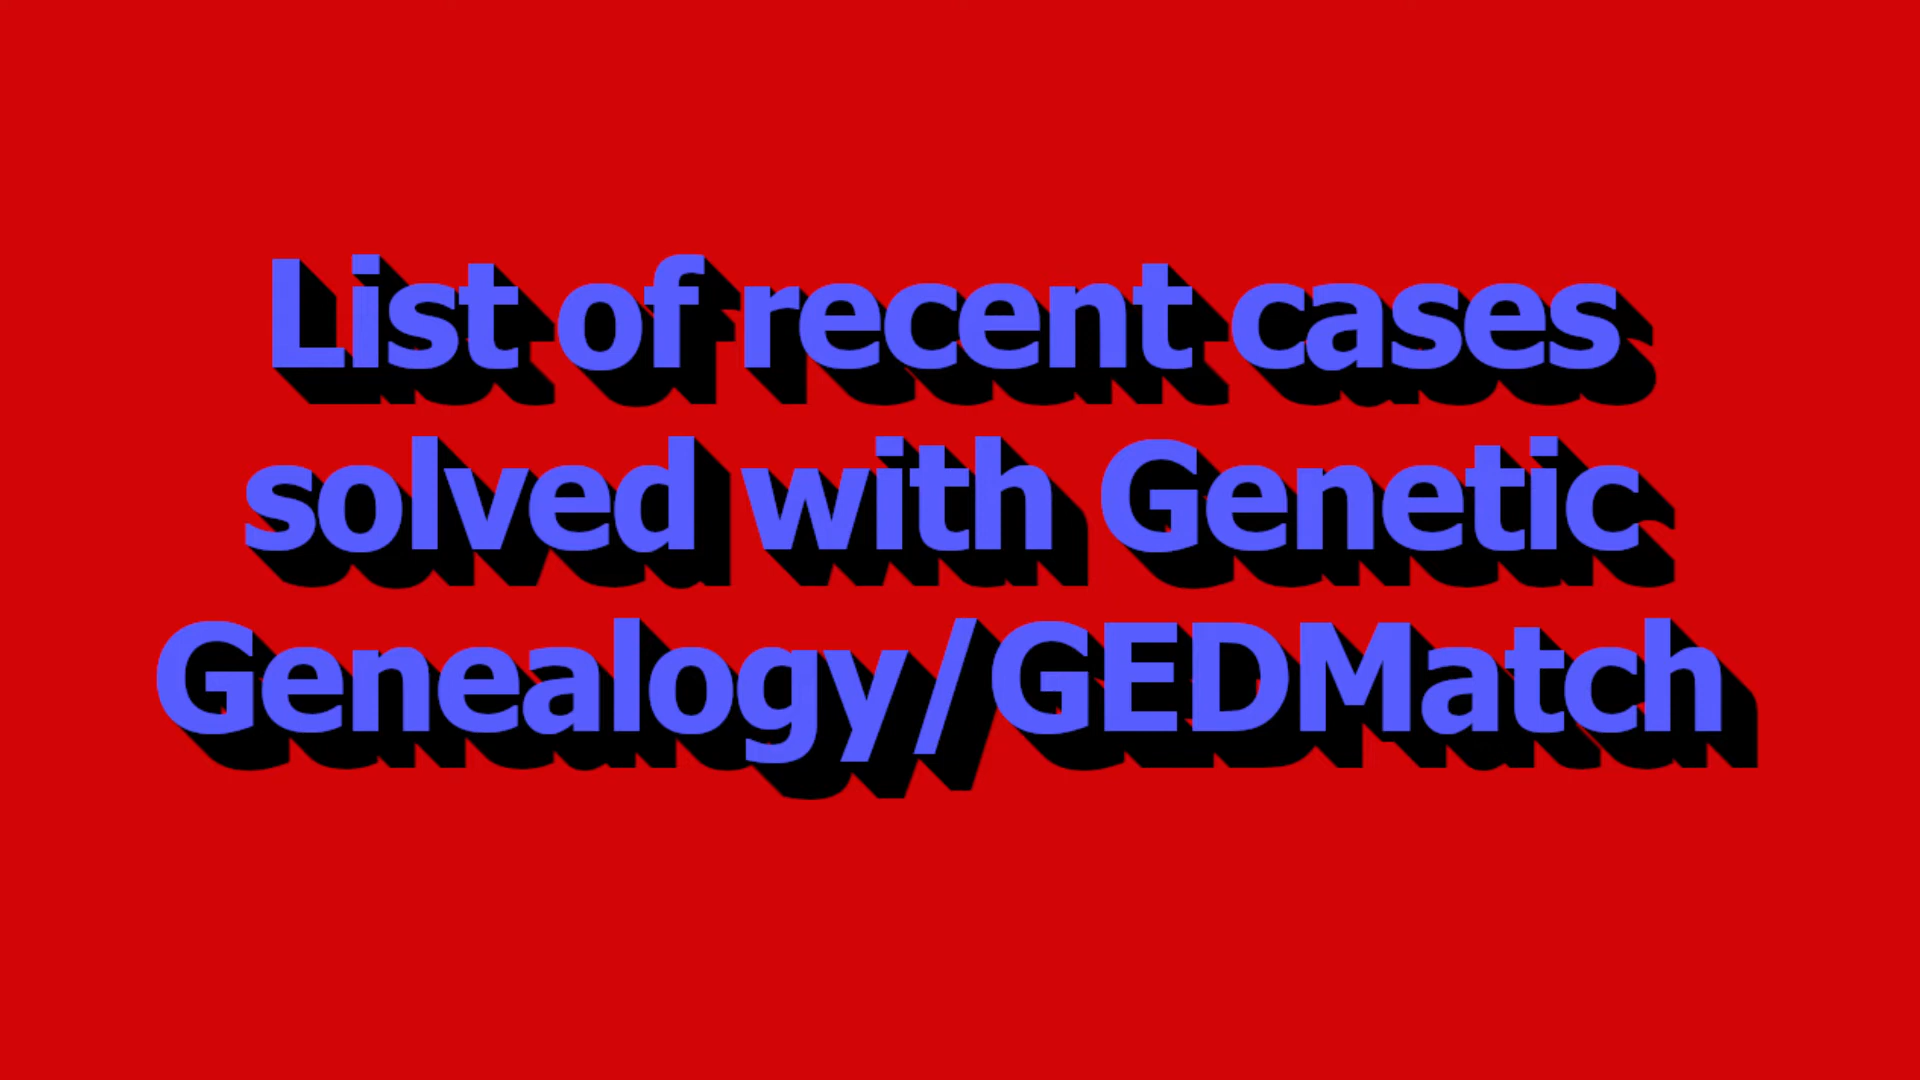 List of recent cases
solved with Genetic
Genealogy/GEDMatch